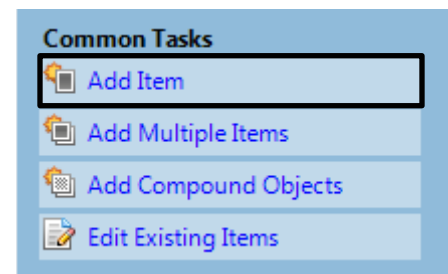 Common Tasks
Add Item
Add Multiple Items
Add Compound Objects
Edit Existing Items